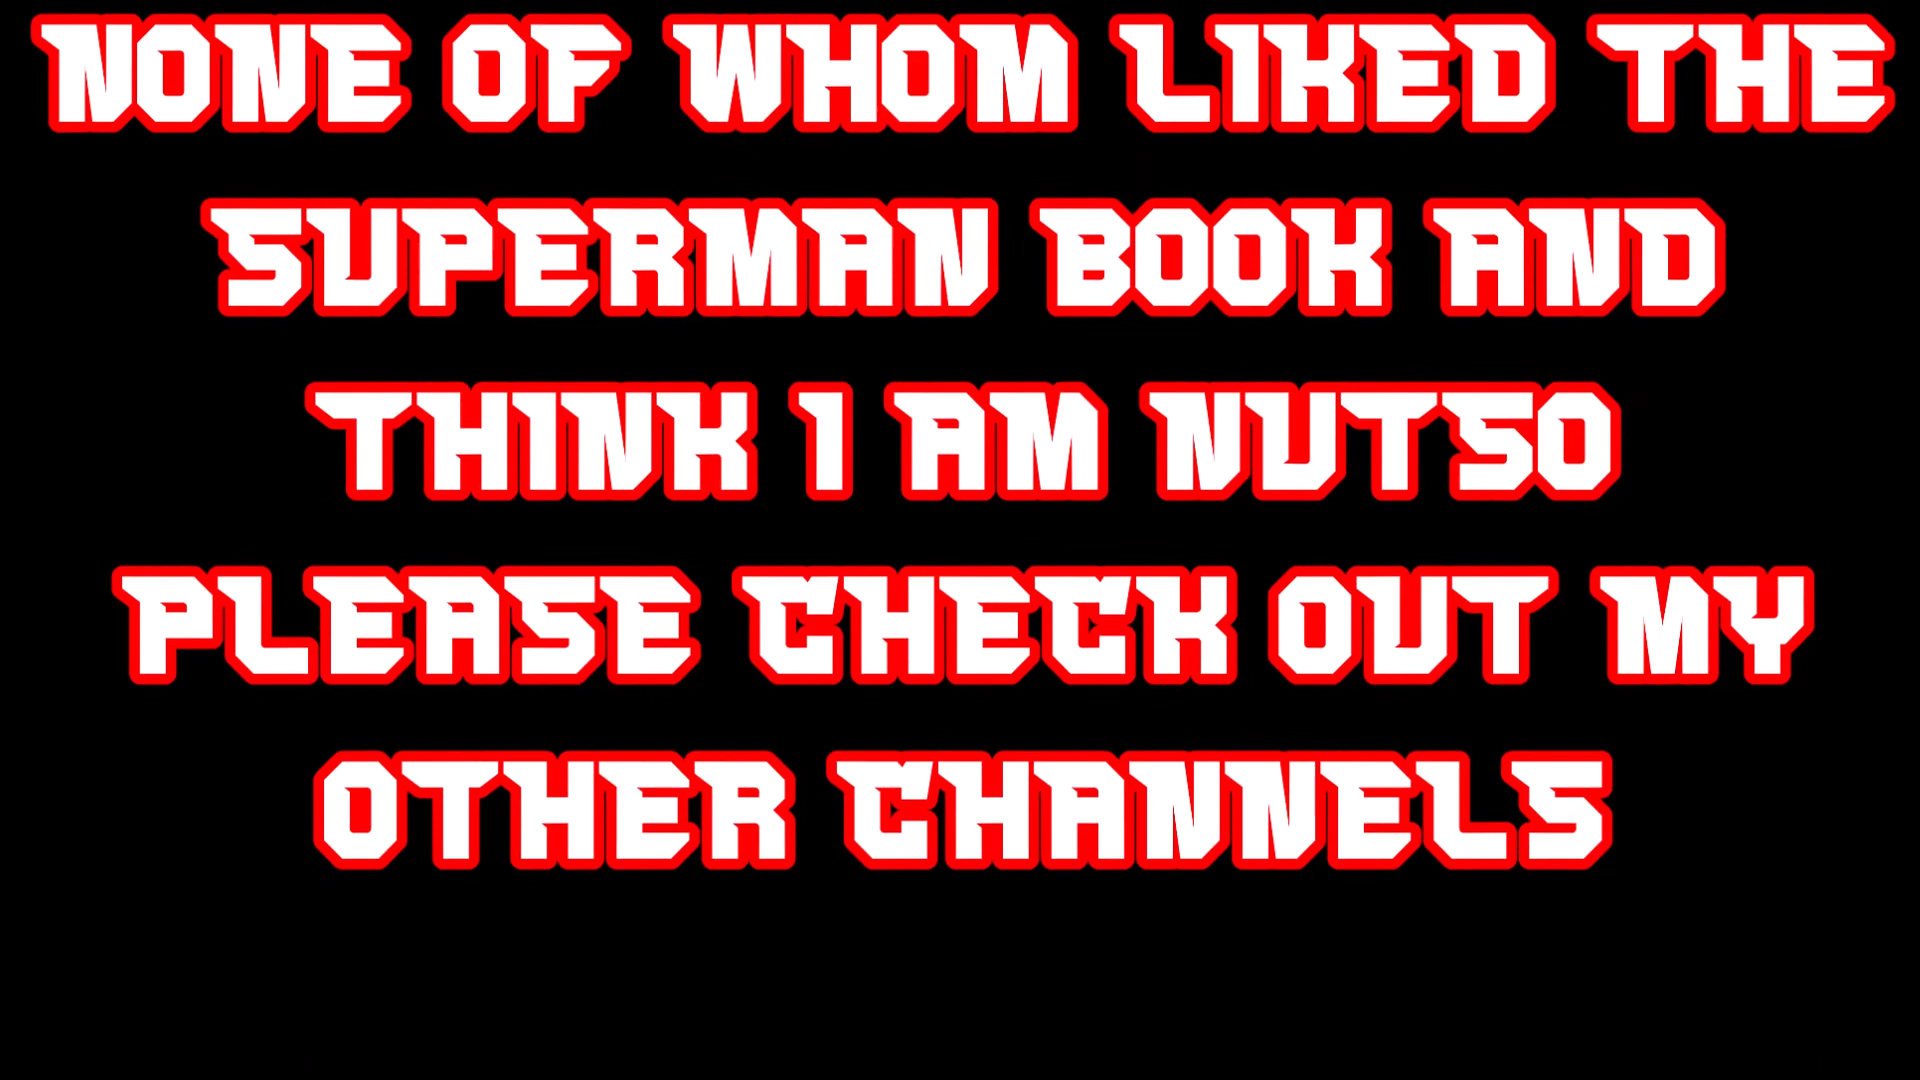 NONE OF WHOM LIKED THE
SUPERMAN BOOK AND
THINK I AM NUTSO
PLEASE CHECK OUT MY
OTHER CHANNELS